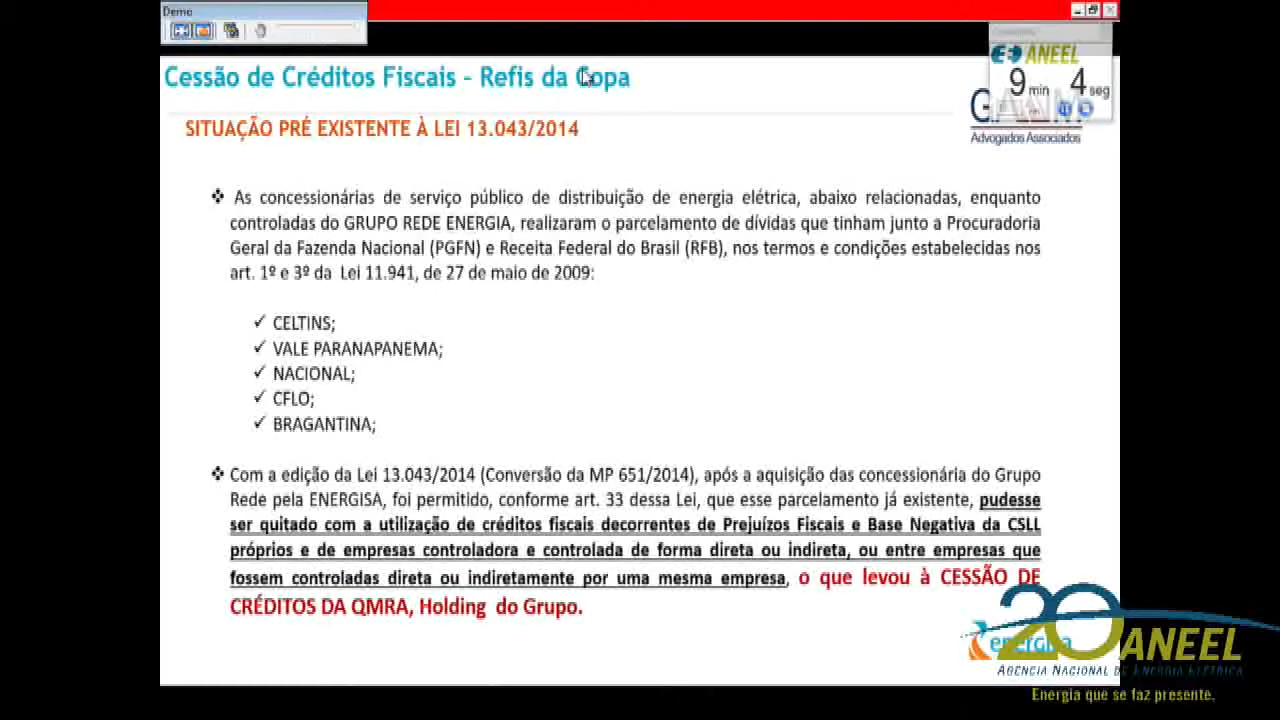 Demo
Cessão de Créditos Fiscais - Refis da Copa
ANEEL
9 min 4 seg
Advogados Associados
SITUAÇÃO PRÉ EXISTENTE À LEI 13.043/2014
❖ As concessionárias de serviço público de distribuição de energia elétrica, abaixo relacionadas, enquanto
controladas do GRUPO REDE ENERGIA, realizaram o parcelamento de dívidas que tinham junto a Procuradoria
Geral da Fazenda Nacional (PGFN) e Receita Federal do Brasil (RFB), nos termos e condições estabelecidas nos
art. 1º e 3º da Lei 11.941, de 27 de maio de 2009:
✓ CELTINS;
✓ VALE PARANAPANEMA;
✓ NACIONAL;
✓ CFLO;
✓ BRAGANTINA;
❖ Com a edição da Lei 13.043/2014 (Conversão da MP 651/2014), após a aquisição das concessionária do Grupo
Rede pela ENERGISA, foi permitido, conforme art. 33 dessa Lei, que esse parcelamento já existente, pudesse
ser quitado com a utilização de créditos fiscais decorrentes de Prejuízos Fiscais e Base Negativa da CSLL
próprios e de empresas controladora e controlada de forma direta ou indireta, ou entre empresas que
fossem controladas direta ou indiretamente por uma mesma empresa, o que levou à CESSÃO DE
CRÉDITOS DA QMRA, Holding do Grupo.
energisa
20 ANEEL
AGÊNCIA NACIONAL DE ENERGIA ELÉTRICA
Energia que se faz presente.